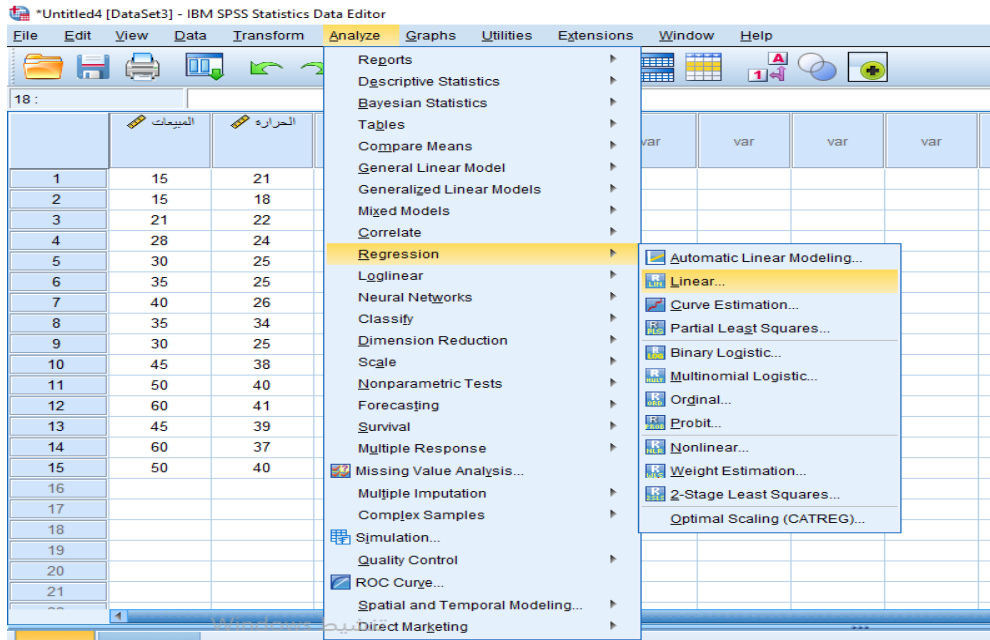 *Untitled4 [DataSet3] - IBM SPSS Statistics Data Editor
File Edit View Data Transform Analyze Graphs Utilities Extensions Window Help
18 :
المبيعات الحرارة var var var var
1 15 21
2 15 18
3 21 22
4 28 24
5 30 25
6 35 25
7 40 26
8 35 34
9 30 25
10 45 38
11 50 40
12 60 41
13 45 39
14 60 37
15 50 40
16
17
18
19
20
21
Reports
Descriptive Statistics
Bayesian Statistics
Tables
Compare Means
General Linear Model
Generalized Linear Models
Mixed Models
Correlate
Regression
Loglinear
Neural Networks
Classify
Dimension Reduction
Scale
Nonparametric Tests
Forecasting
Survival
Multiple Response
Missing Value Analysis...
Multiple Imputation
Complex Samples
Simulation...
Quality Control
ROC Curve...
Spatial and Temporal Modeling...
Direct Marketing
Automatic Linear Modeling...
Linear...
Curve Estimation...
Partial Least Squares...
Binary Logistic...
Multinomial Logistic...
Ordinal...
Probit...
Nonlinear...
Weight Estimation...
2-Stage Least Squares...
Optimal Scaling (CATREG)...
تنشيط Windows